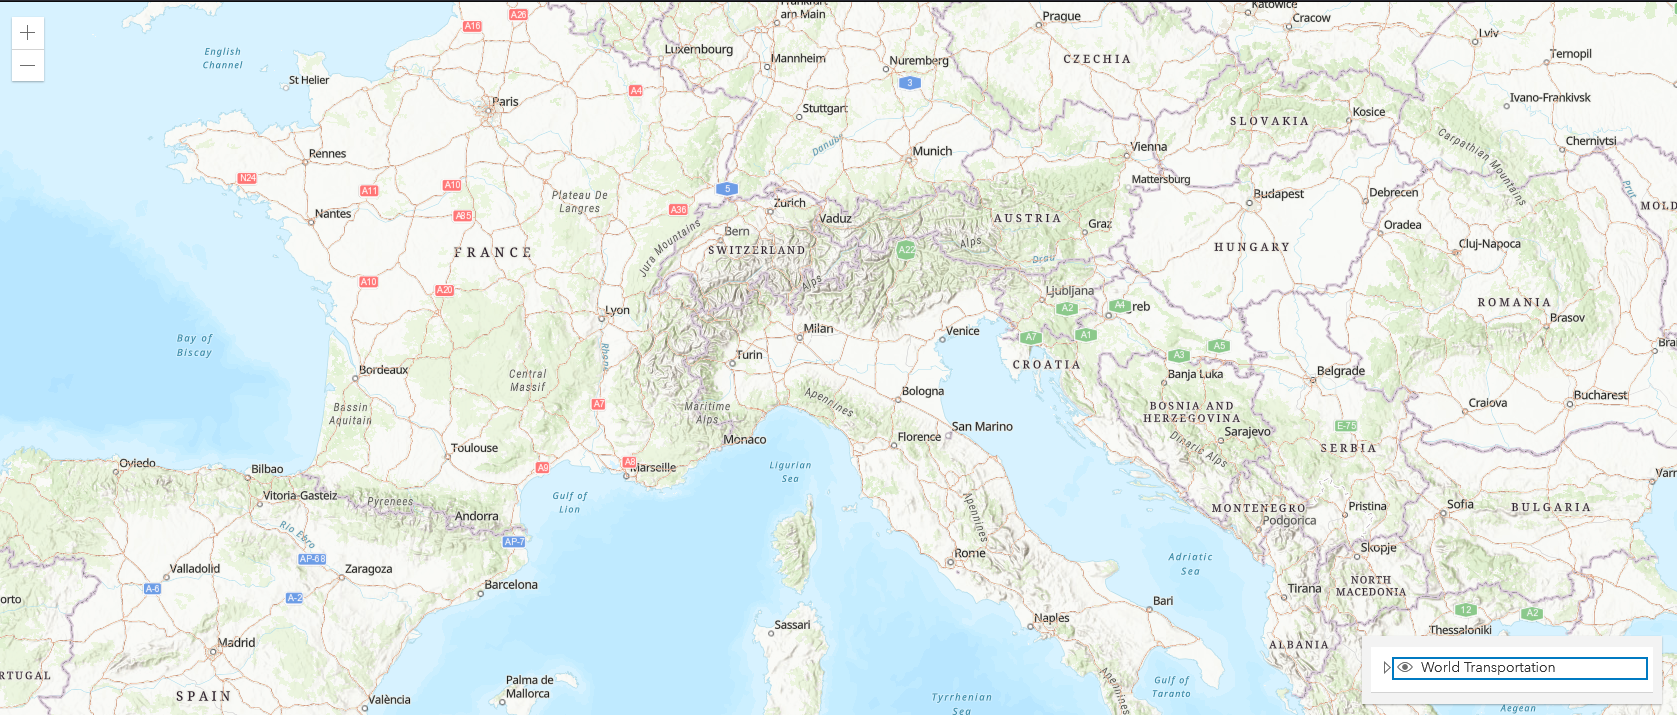 Frankfurt
am Main
Prague
Katowice
Cracow
A26
A16
English
Channel
Luxembourg
Mannheim
Nuremberg
CZECHIA
Lviv
Ternopil
St Helier
A4
3
Paris
Stuttgart
Ivano-Frankivsk
Kosice
SLOVAKIA
Carpathian Mountains
Chernivtsi
Danube
Munich
Vienna
Rennes
N24
A11
A10
5
Mattersburg
Budapest
Debrecen
Prut
MOLD
Plateau De
Langres
A36
Zurich
Vaduz
Nantes
A85
AUSTRIA
Graz
Oradea
Bern
SWITZERLAND
Jura Mountains
A22
Alps
HUNGARY
Cluj-Napoca
FRANCE
Drau
Alps
A10
A20
Ljubljana
A2
A4
reb
ROMANIA
Brasov
Lyon
Milan
Venice
A7
A1
A5
A3
Bra
Bay of
Biscay
Rhone
Turin
CROATIA
Banja Luka
Belgrade
Bordeaux
Central
Massif
Bologna
Bucharest
Craiova
Bassin
Aquitain
A7
Maritime
Alps
Apennines
BOSNIA AND
HERZEGOVINA
Sarajevo
E-75
SERBIA
Monaco
Florence
San Marino
Dinaric Alps
Toulouse
Oviedo
Bilbao
A9
A8
Marseille
Ligurian
Sea
Varr
Vitoria-Gasteiz
Pyrenees
Gulf of
Lion
Apennines
MONTENEGRO
Podgorica
Pristina
Sofia
BULGARIA
Andorra
Rio Ebro
AP-7
AP-68
Rome
Adriatic
Sea
Skopje
Valladolid
Zaragoza
NORTH
MACEDONIA
A-6
A-2
Barcelona
Tirana
orto
Bari
12
A2
Sassari
Naples
Thessaloniki
Madrid
ALBANIA
World Transportation
RTUGAL
SPAIN
Palma de
Mallorca
València
Apennines
Gulf of
Taranto
Tyrrhenian
Sea
Aegean